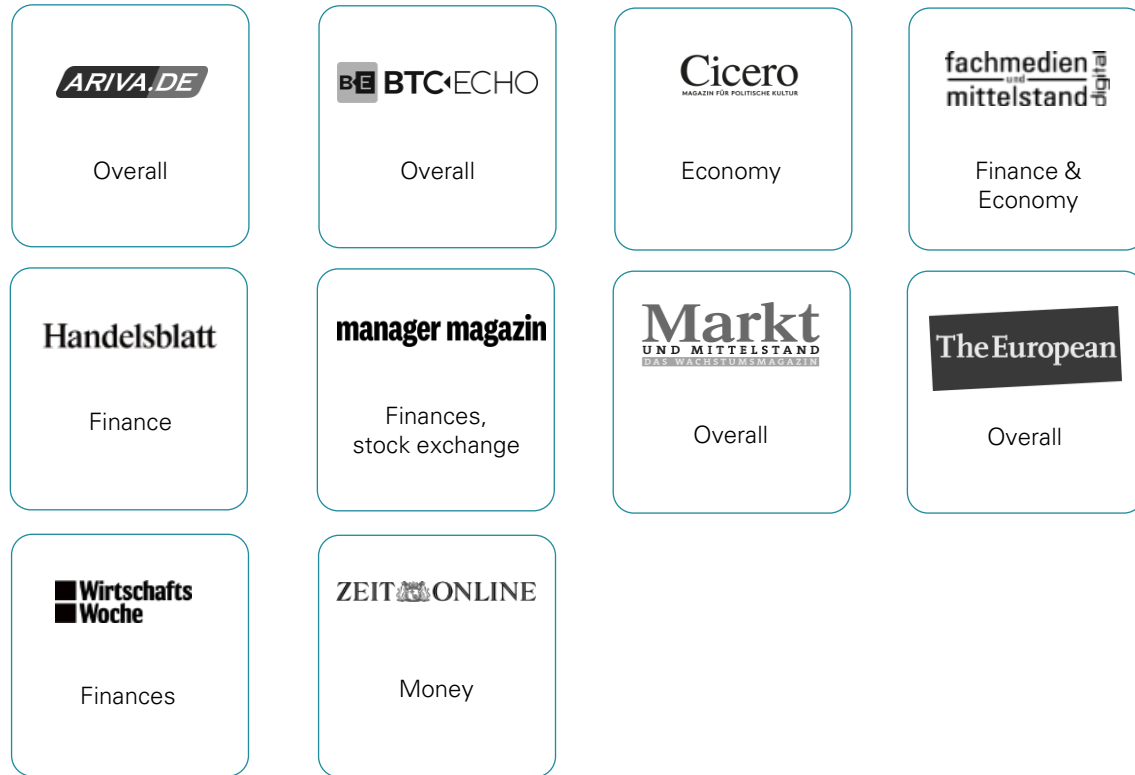 ARIVA.DE
Overall
BE BTC ECHO
Overall
Cicero
MAGAZIN FÜR POLITISCHE KULTUR
Economy
fachmedien
und
mittelstand
digital
Finance &
Economy
Handelsblatt
Finance
manager magazin
Finances,
stock exchange
Markt
UND MITTELSTAND
DAS WACHSTUMSMAGAZIN
Overall
The European
Overall
Wirtschafts
Woche
Finances
ZEIT ONLINE
Money